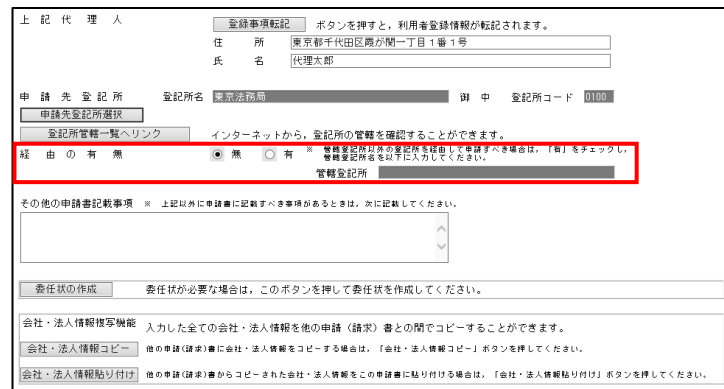 上 記 代 理 人
登録事項転記 ボタンを押すと，利用者登録情報が転記されます。
住 所 東京都千代田区霞が関一丁目１番１号
氏 名 代理太郎
申 請 先 登 記 所 登記所名 東京法務局 御 中 登記所コード 0100
申請先登記所選択
登記所管轄一覧へリンク インターネットから，登記所の管轄を確認することができます。
経 由 の 有 無 無 有 ※ 管轄登記所以外の登記所を経由して申請すべき場合は，「有」をチェックし，
管轄登記所名を以下に入力してください。
管轄登記所
その他の申請書記載事項 ※ 上記以外に申請書に記載すべき事項があるときは，次に記載してください。
委任状の作成 委任状が必要な場合は，このボタンを押して委任状を作成してください。
会社・法人情報複写機能 入力した全ての会社・法人情報を他の申請（請求）書との間でコピーすることができます。
会社・法人情報コピー 他の申請(請求)書に会社・法人情報をコピーする場合は，「会社・法人情報コピー」ボタンを押してください。
会社・法人情報貼り付け 他の申請(請求)書からコピーされた会社・法人情報をこの申請書に貼り付ける場合は，「会社・法人情報貼り付け」ボタンを押してください。